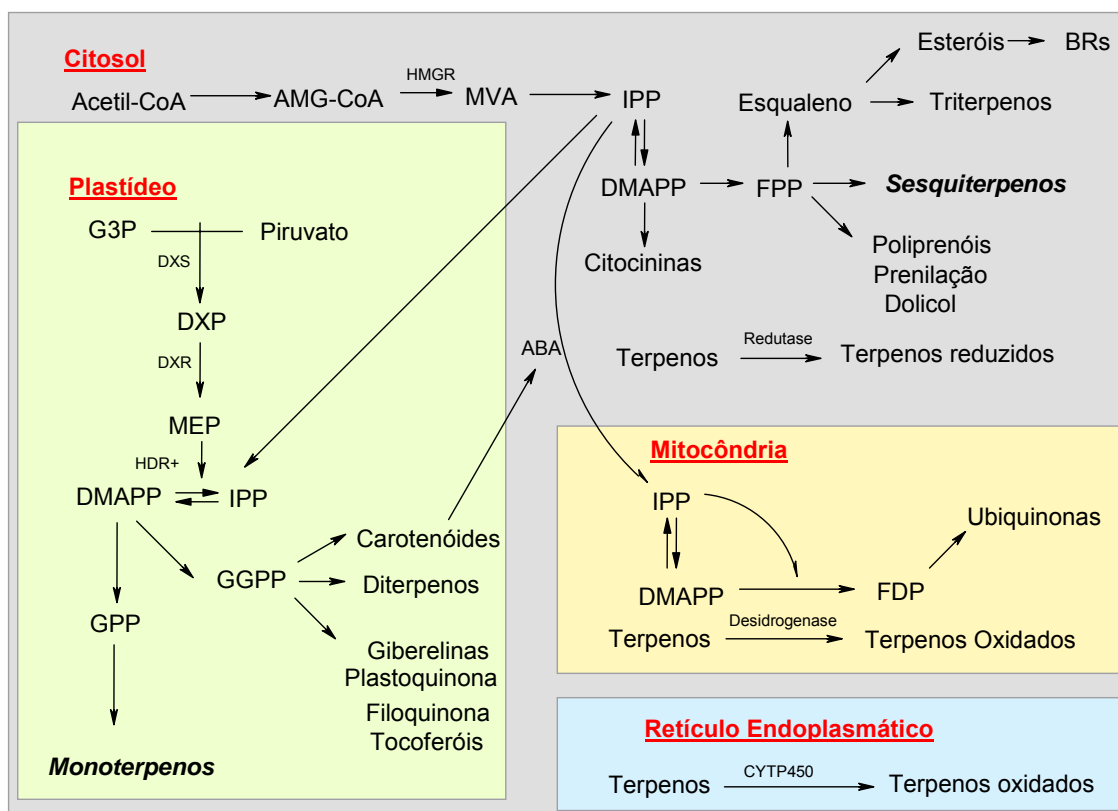 Citosol
Acetil-CoA
AMG-CoA
HMGR
MVA
IPP
DMAPP
Citocininas
FPP
Esqualeno
Esteróis
BRs
Triterpenos
Sesquiterpenos
Poliprenóis
Prenilação
Dolicol
Terpenos
Redutase
Terpenos reduzidos
ABA
Plastídeo
G3P
Piruvato
DXS
DXP
DXR
MEP
HDR+
DMAPP
IPP
GPP
Monoterpenos
GGPP
Carotenóides
Diterpenos
Giberelinas
Plastoquinona
Filoquinona
Tocoferóis
Mitocôndria
IPP
DMAPP
FDP
Ubiquinonas
Terpenos
Desidrogenase
Terpenos Oxidados
Retículo Endoplasmático
Terpenos
CYTP450
Terpenos oxidados